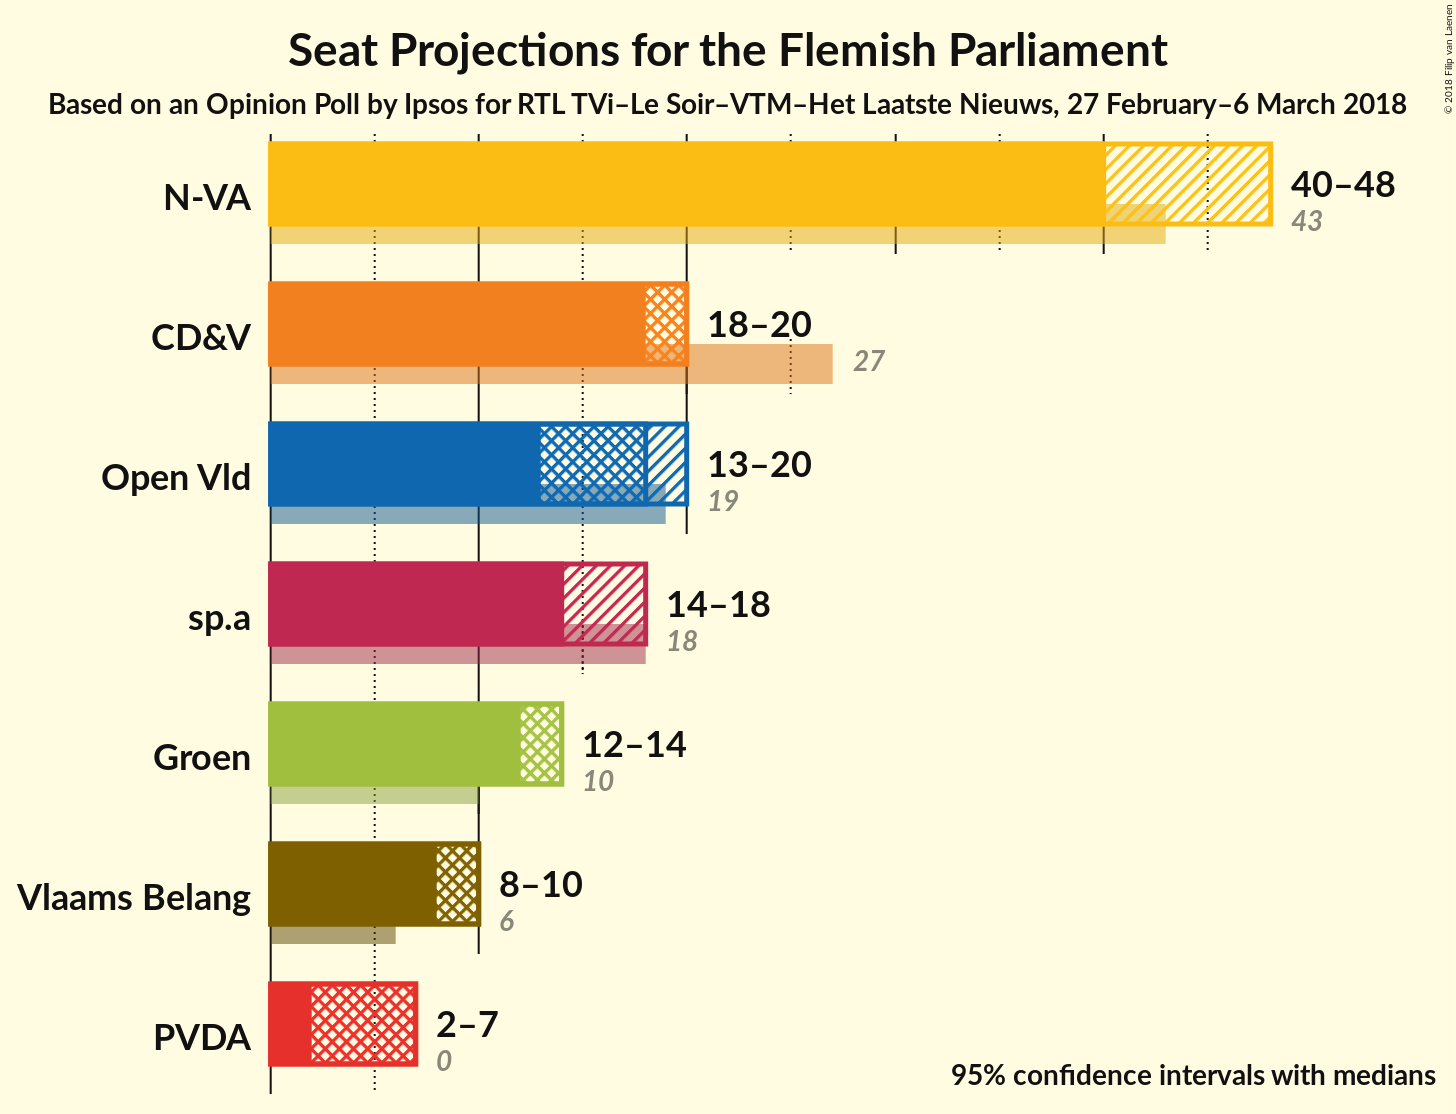 Seat Projections for the Flemish Parliament
Based on an Opinion Poll by Ipsos for RTL TVi–Le Soir–VTM–Het Laatste Nieuws, 27 February–6 March 2018
© 2018 Filip van Laenen
N-VA
40–48
43
CD&V
18–20
27
Open Vld
13–20
19
sp.a
14–18
18
Groen
12–14
10
Vlaams Belang
8–10
6
PVDA
2–7
0
95% confidence intervals with medians